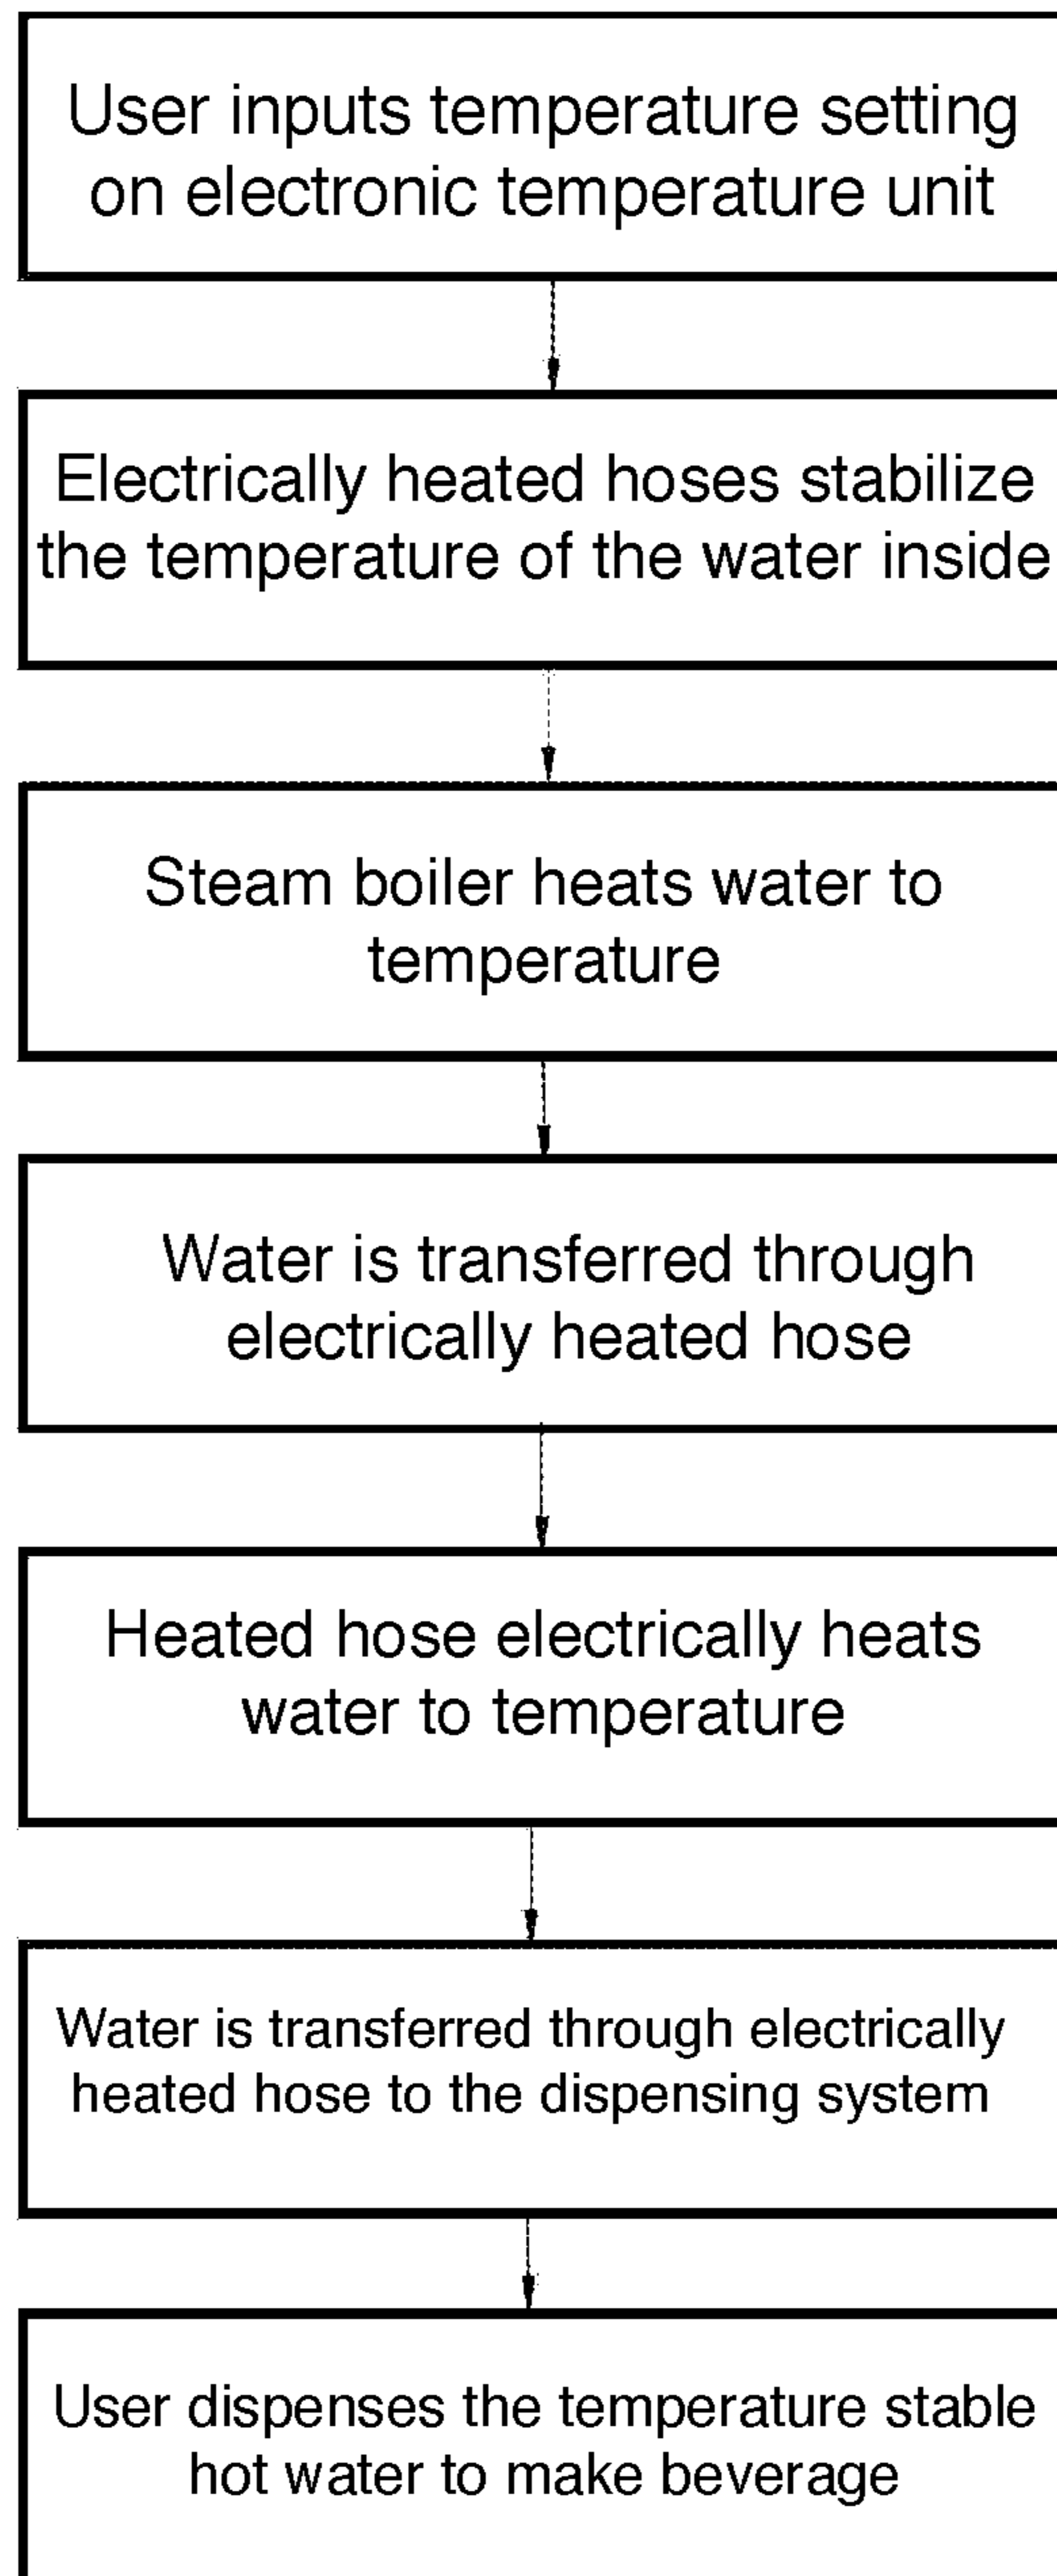 User inputs temperature setting
on electronic temperature unit
Electrically heated hoses stabilize
the temperature of the water inside
Steam boiler heats water to
temperature
Water is transferred through
electrically heated hose
Heated hose electrically heats
water to temperature
Water is transferred through electrically
heated hose to the dispensing system
User dispenses the temperature stable
hot water to make beverage